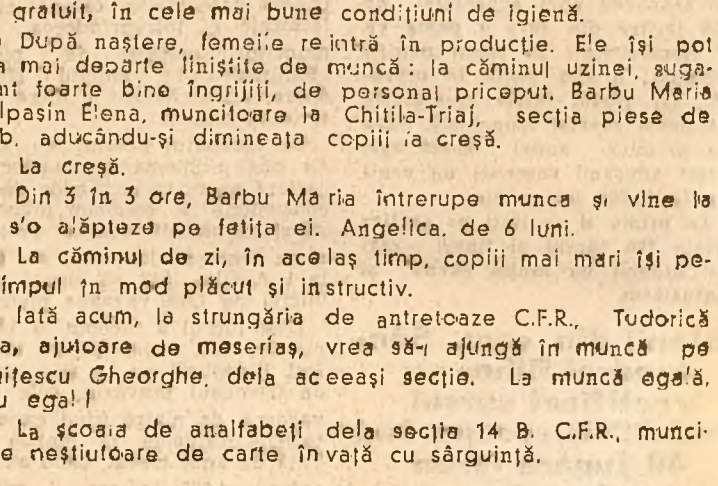 gratuit, în cele mai bune condițiuni de igienă.
După naștere, femeile reintră în producție. Ele își pot
a mai departe liniștite de muncă: la căminul uzinei, suga-
nt foarte bine îngrijiți, de personal priceput. Barbu Maria
lpașin Elena, muncitoare la Chitila-Triaj, secția piese de
b, aducându-și dimineața copiii la creșă.
La creșă.
Din 3 în 3 ore, Barbu Maria întrerupe munca și vine la
s'o alăpteze pe fetița ei. Angelica. de 6 luni.
La căminul de zi, în acelaș timp, copiii mai mari își pe-
impul în mod plăcut și instructiv.
Iată acum, la strungăria de antretoaze C.F.R., Tudorică
a, ajutoare de meseriaș, vrea să-l ajungă în muncă pe
ițescu Gheorghe, dela aceeași secție. La muncă egală,
u egal!
La școala de analfabeți dela secția 14 B. C.F.R., munci-
e neștiutoare de carte învață cu sârguință.